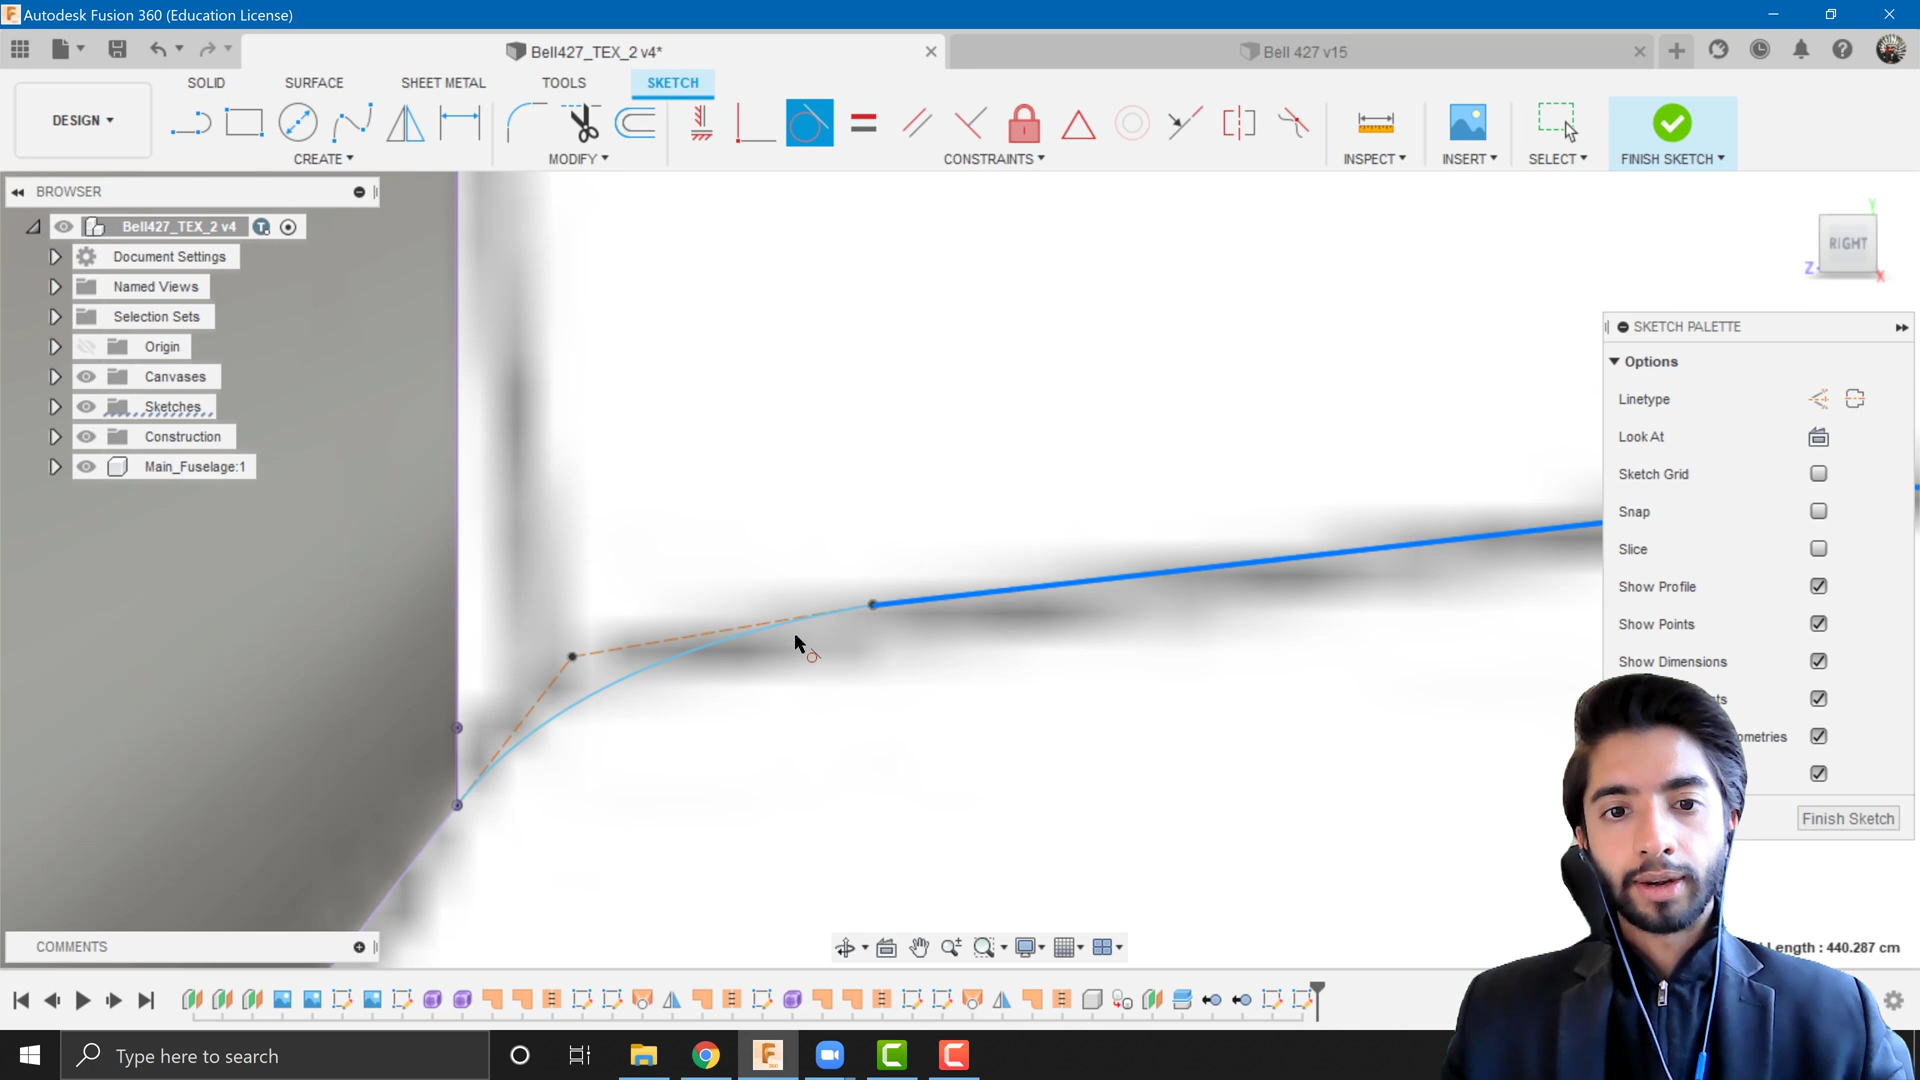 Autodesk Fusion 360 (Education License)
Bell427_TEX_2 v4*
Bell 427 v15
SOLID
SURFACE
SHEET METAL
TOOLS
SKETCH
DESIGN
CREATE
MODIFY
CONSTRAINTS
INSPECT
INSERT
SELECT
FINISH SKETCH
BROWSER
Bell427_TEX_2 v4
Document Settings
Named Views
Selection Sets
Origin
Canvases
Sketches
Construction
Main_Fuselage:1
Y
RIGHT
Z
X
SKETCH PALETTE
Options
Linetype
Look At
Sketch Grid
Snap
Slice
Show Profile
Show Points
Show Dimensions
Finish Sketch
COMMENTS
Length : 440.287 cm
Type here to search